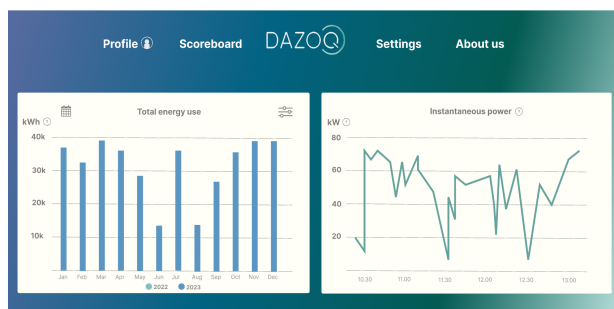 Profile
Scoreboard
DAZOQ
Settings
About us
Total energy use
kWh
40k
30k
20k
10k
Jan Feb Mar Apr May Jun Jul Aug Sep Oct Nov Dec
2022 2023
Instantaneous power
kW
80
60
40
20
10.30 11.00 11.30 12.00 12.30 13.00